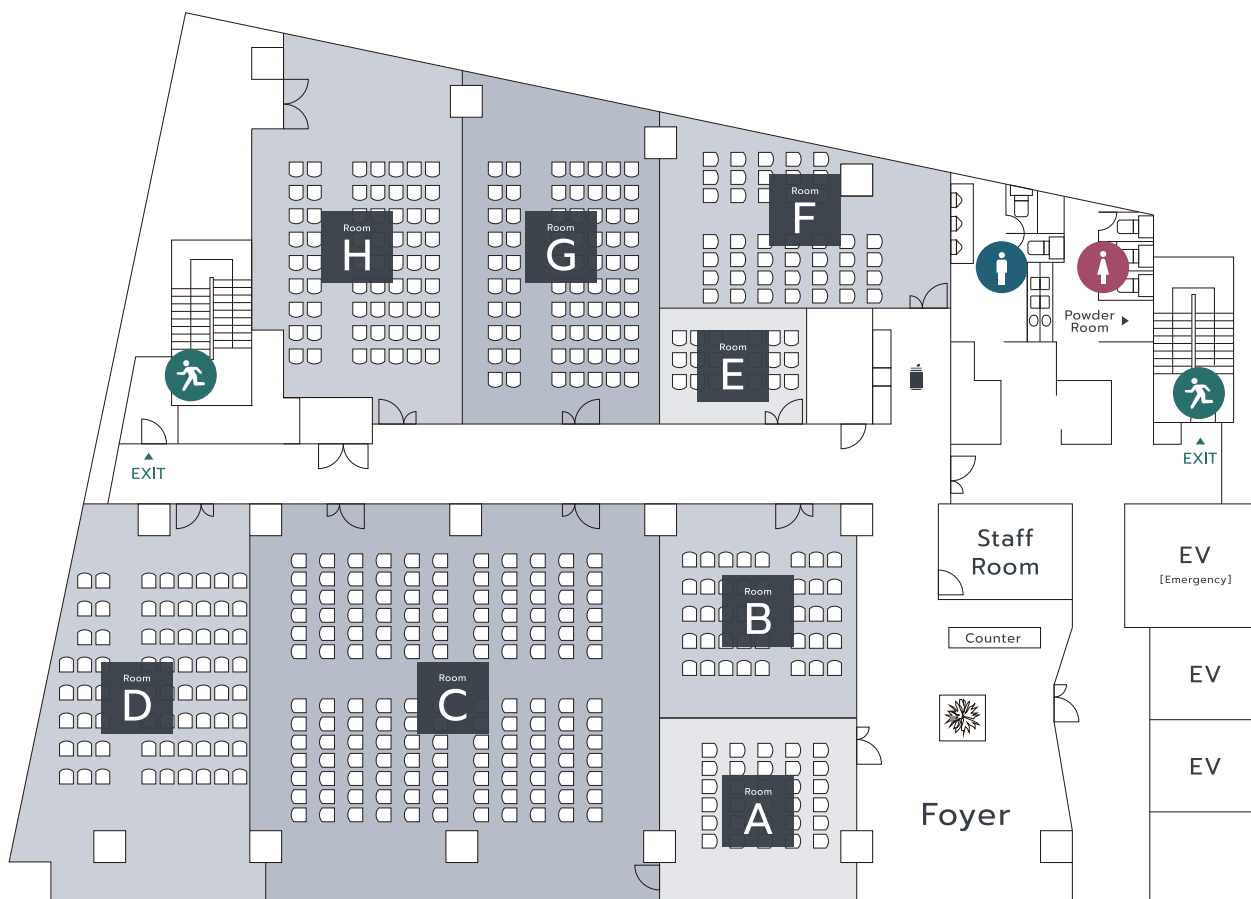 Room
F
Room
H
Room
G
Powder
Room
Room
E
EXIT
EXIT
Staff
Room
EV
[Emergency]
Room
B
Counter
Room
D
Room
C
EV
EV
Room
A
Foyer